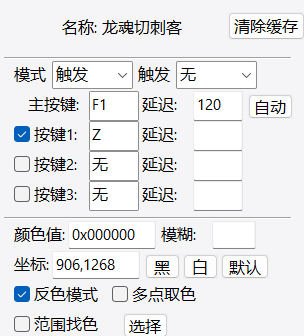 名称: 龙魂切刺客 清除缓存
模式 触发 触发 无
主按键: F1 延迟: 120 自动
按键1: Z 延迟:
按键2: 无 延迟:
按键3: 无 延迟:
颜色值: 0x000000 模糊:
坐标: 906,1268 黑 白 默认
反色模式 多点取色
范围找色 选择